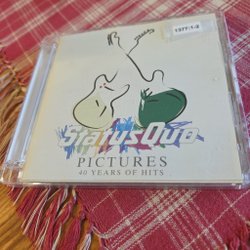 1377:1-2
Status Quo
PICTURES
40 YEARS OF HITS